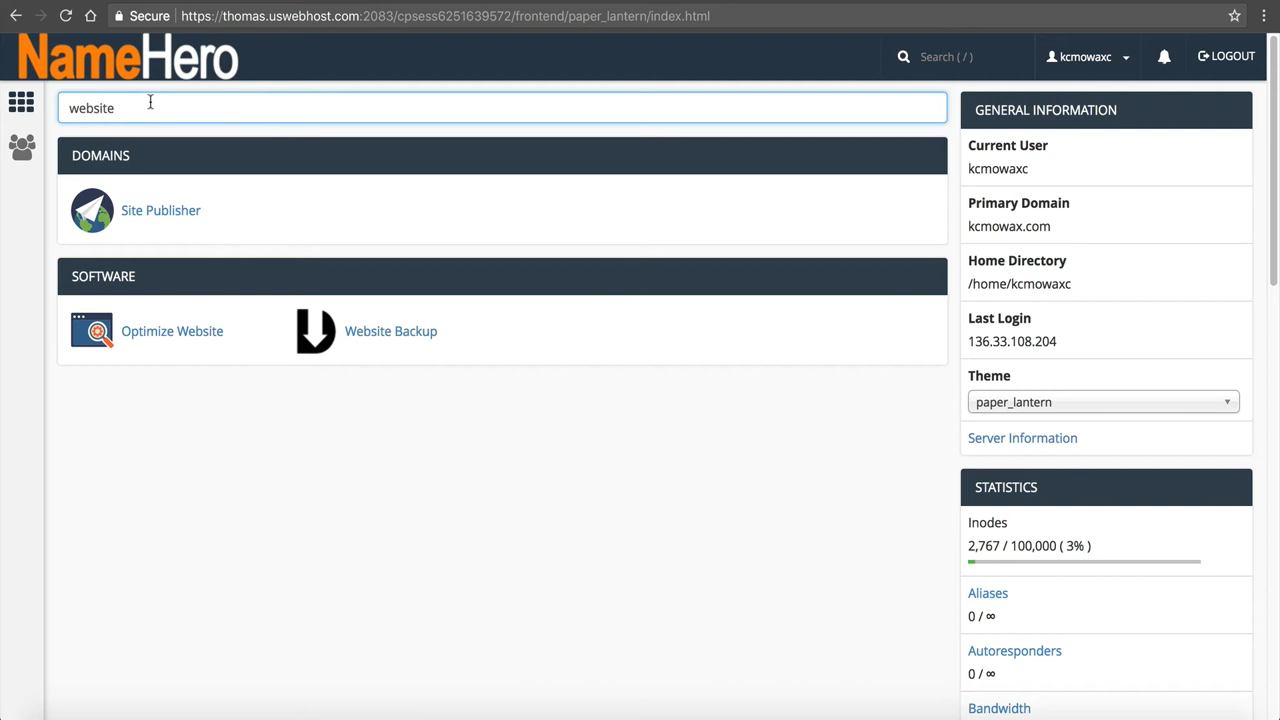 Secure https://thomas.uswebhost.com:2083/cpsess6251639572/frontend/paper_lantern/index.html
NameHero
Search ( / )
kcmowaxc
LOGOUT
website
DOMAINS
Site Publisher
SOFTWARE
Optimize Website
Website Backup
GENERAL INFORMATION
Current User
kcmowaxc
Primary Domain
kcmowax.com
Home Directory
/home/kcmowaxc
Last Login
136.33.108.204
Theme
paper_lantern
Server Information
STATISTICS
Inodes
2,767 / 100,000 ( 3% )
Aliases
0 / ∞
Autoresponders
0 / ∞
Bandwidth